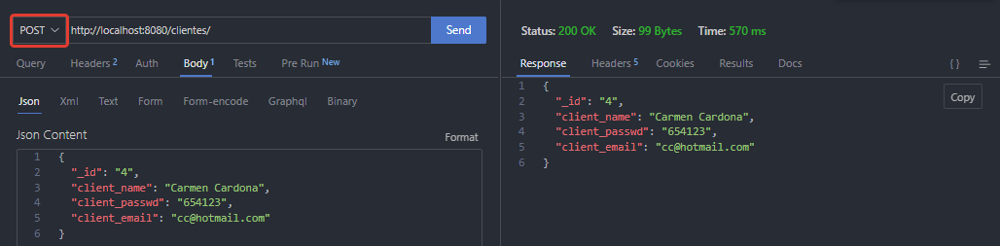 POST http://localhost:8080/clientes/ Send
Query Headers 2 Auth Body 1 Tests Pre Run New
Json Xml Text Form Form-encode Graphql Binary
Json Content Format
1 {
2 "_id": "4",
3 "client_name": "Carmen Cardona",
4 "client_passwd": "654123",
5 "client_email": "cc@hotmail.com"
6 }
Status: 200 OK Size: 99 Bytes Time: 570 ms
Response Headers 5 Cookies Results Docs { }
Copy
1 {
2 "_id": "4",
3 "client_name": "Carmen Cardona",
4 "client_passwd": "654123",
5 "client_email": "cc@hotmail.com"
6 }